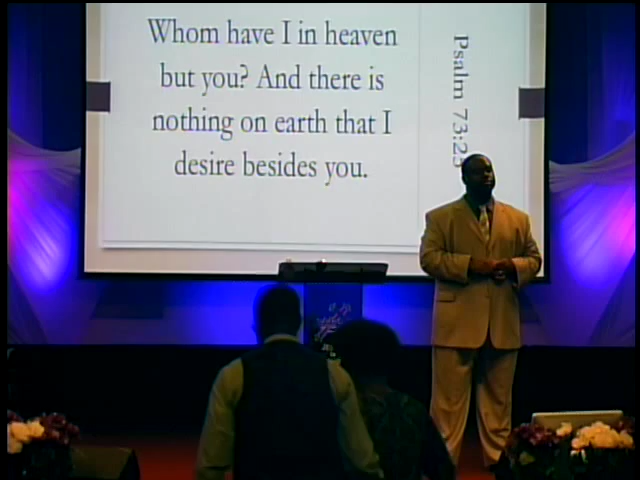 Whom have I in heaven
but you? And there is
nothing on earth that I
desire besides you.
Psalm 73:25